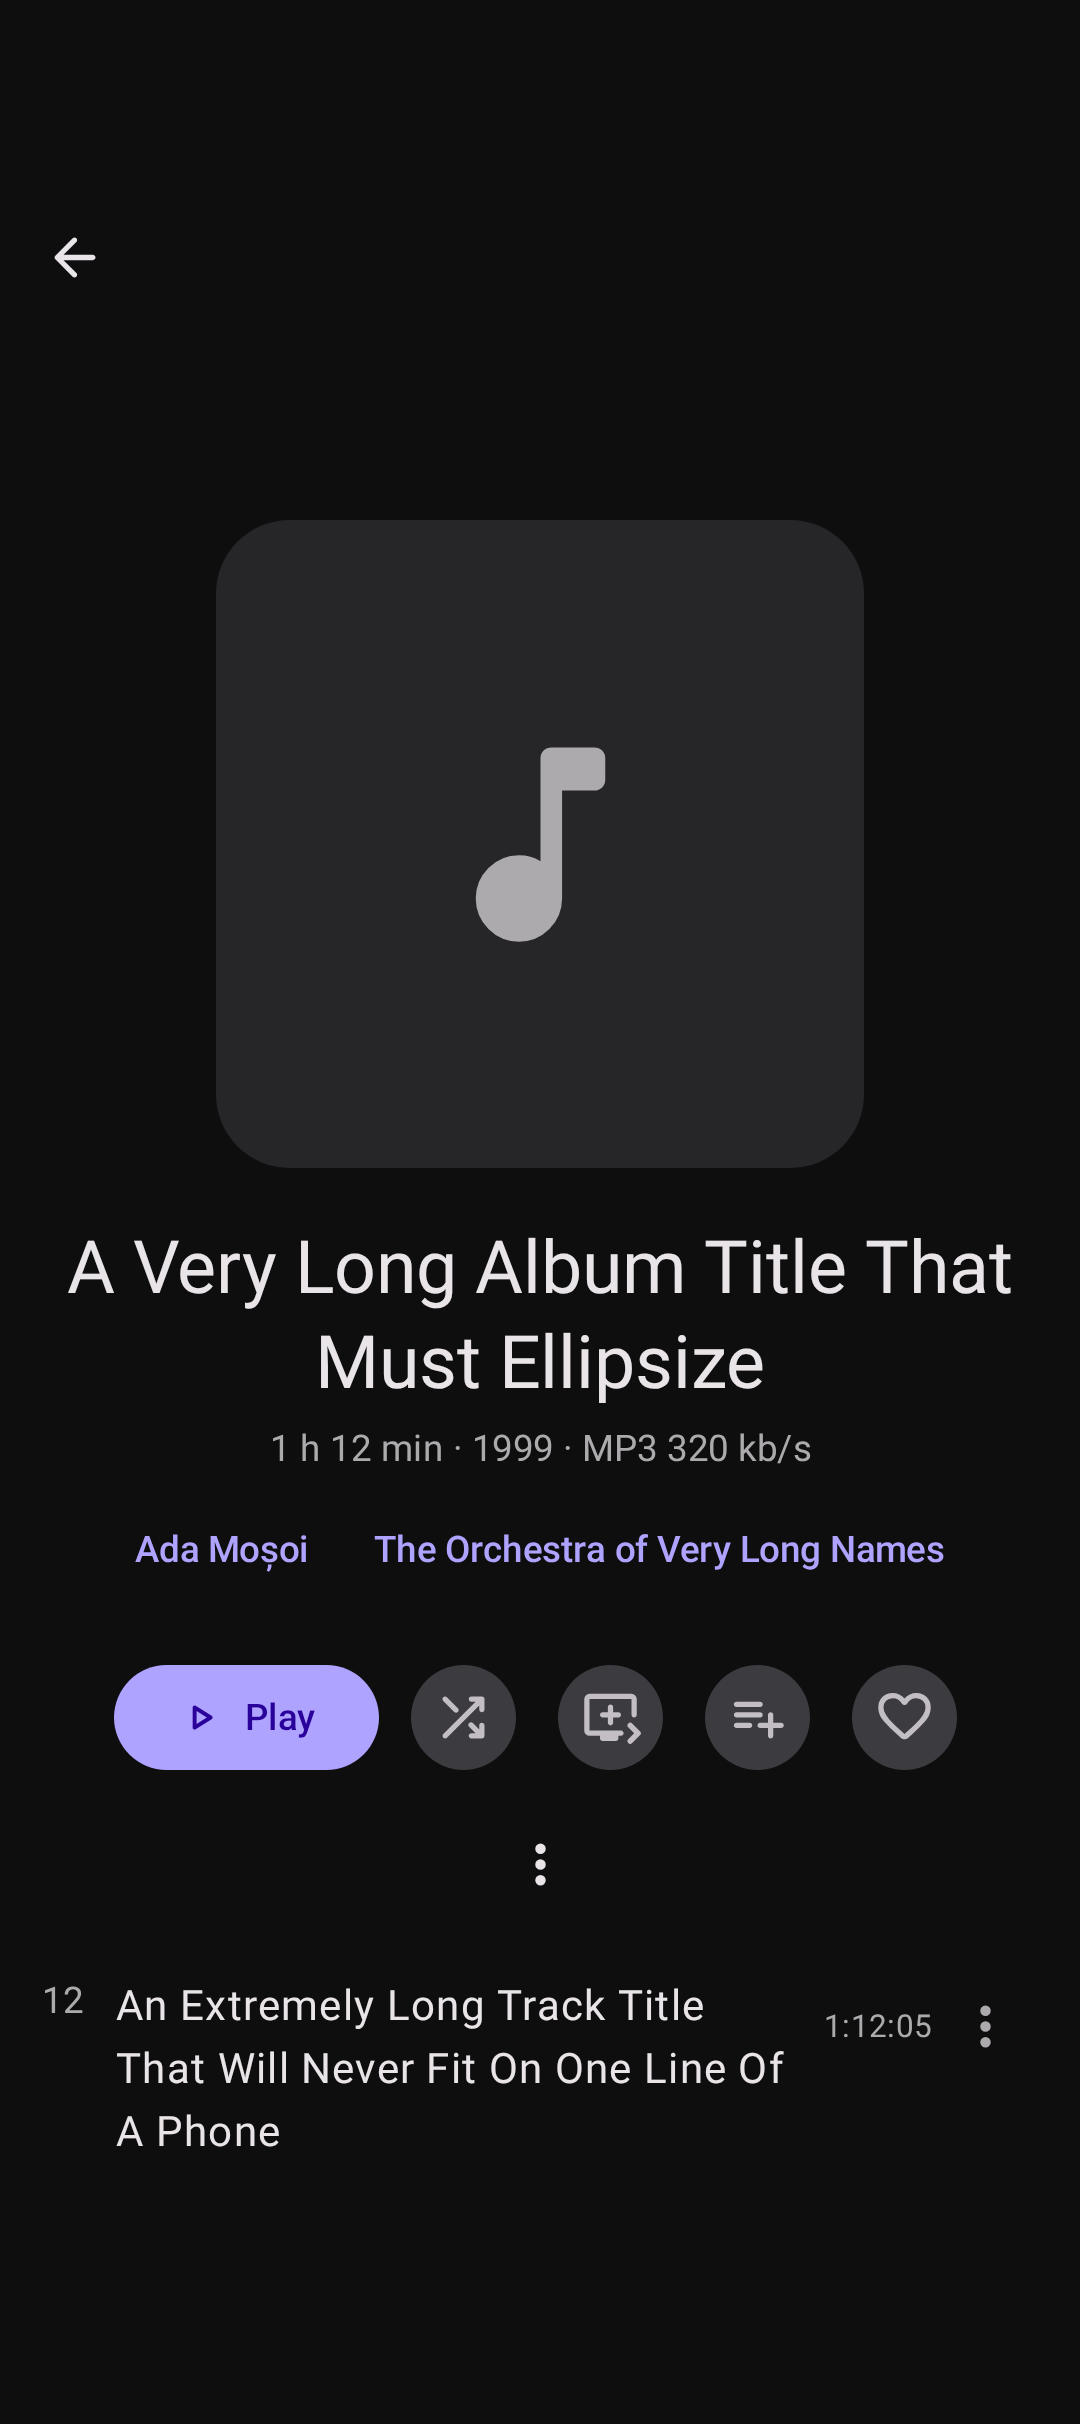 A Very Long Album Title That
Must Ellipsize
1 h 12 min · 1999 · MP3 320 kb/s
Ada Moșoi The Orchestra of Very Long Names
Play
12 An Extremely Long Track Title
1:12:05
That Will Never Fit On One Line Of
A Phone